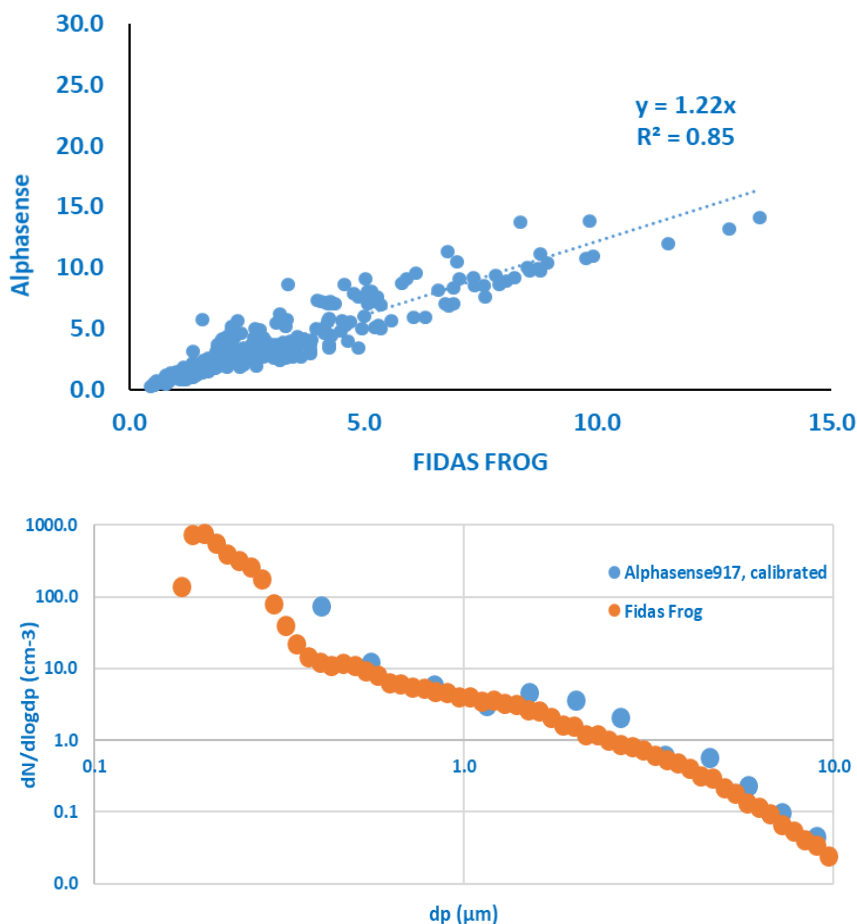 30.0
25.0
20.0
15.0
10.0
5.0
0.0
Alphasense
y = 1.22x
R² = 0.85
0.0 5.0 10.0 15.0
FIDAS FROG
1000.0
100.0
10.0
1.0
0.1
0.0
dN/dlogdp (cm-3)
Alphasense917, calibrated
Fidas Frog
0.1 1.0 10.0
dp (µm)